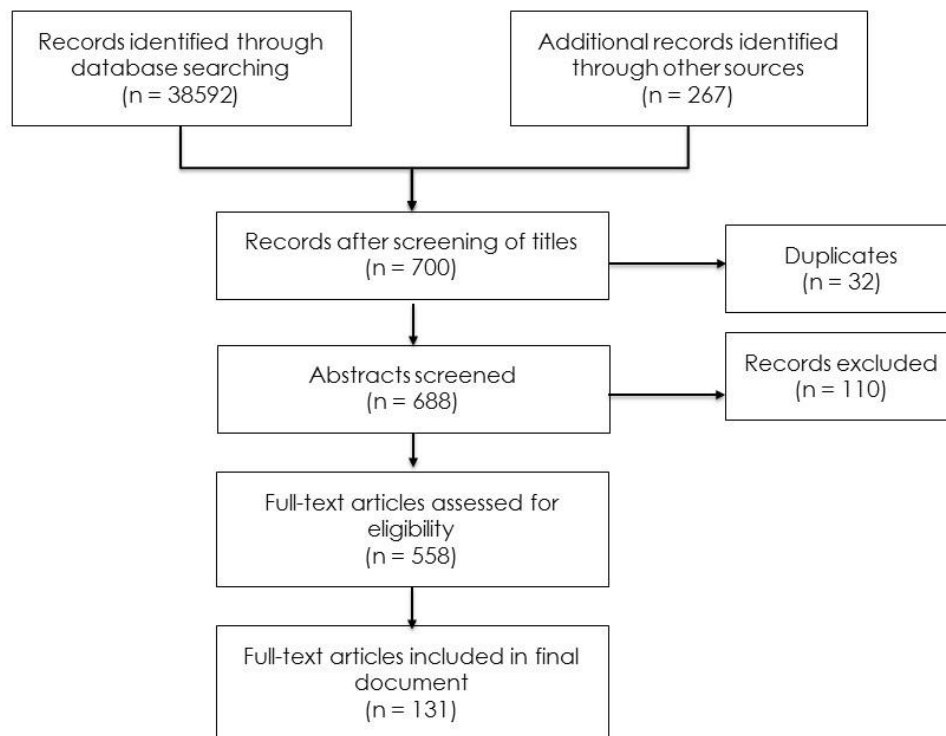 Records identified through
database searching
(n = 38592)
Additional records identified
through other sources
(n = 267)
Records after screening of titles
(n = 700)
Duplicates
(n = 32)
Abstracts screened
(n = 688)
Records excluded
(n = 110)
Full-text articles assessed for
eligibility
(n = 558)
Full-text articles included in final
document
(n = 131)